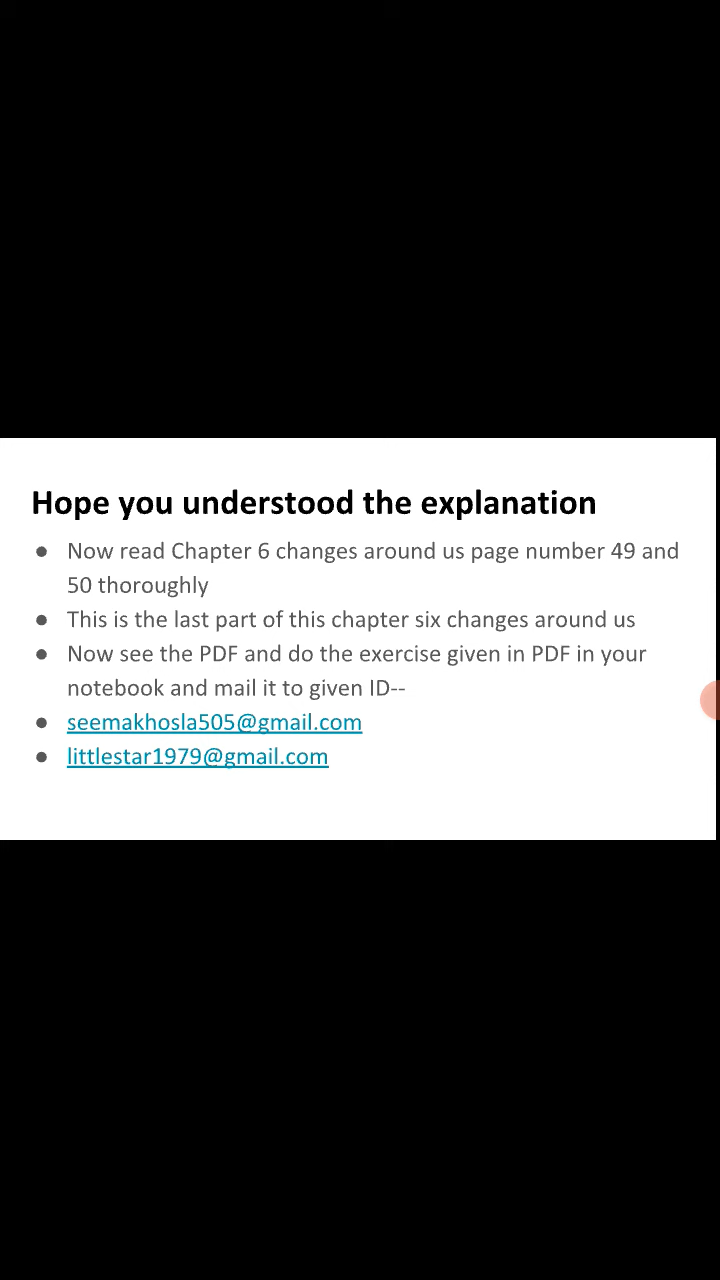 Hope you understood the explanation
● Now read Chapter 6 changes around us page number 49 and
50 thoroughly
● This is the last part of this chapter six changes around us
● Now see the PDF and do the exercise given in PDF in your
notebook and mail it to given ID--
● seemakhosla505@gmail.com
● littlestar1979@gmail.com